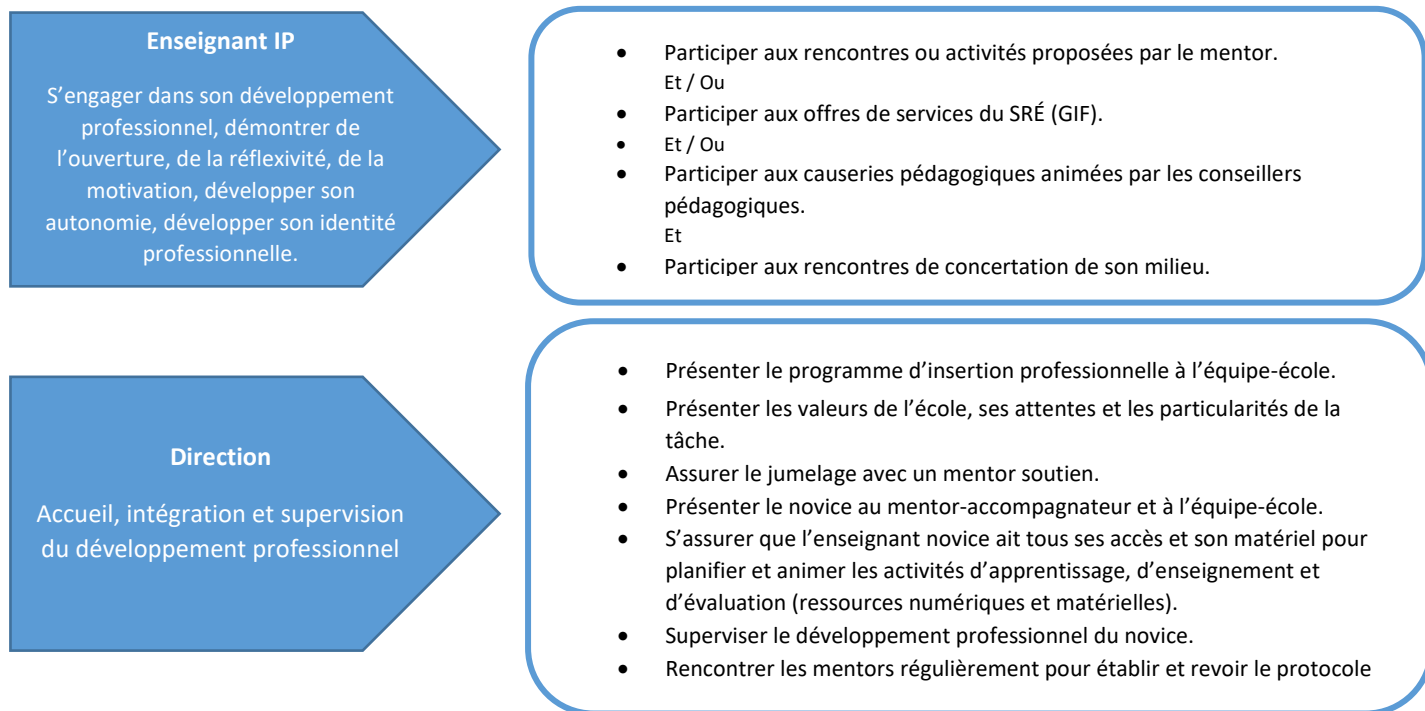 Enseignant IP
S’engager dans son développement
professionnel, démontrer de
l’ouverture, de la réflexivité, de la
motivation, développer son
autonomie, développer son identité
professionnelle.
• Participer aux rencontres ou activités proposées par le mentor.
Et / Ou
• Participer aux offres de services du SRÉ (GIF).
• Et / Ou
• Participer aux causeries pédagogiques animées par les conseillers
pédagogiques.
Et
• Participer aux rencontres de concertation de son milieu.
Direction
Accueil, intégration et supervision
du développement professionnel
• Présenter le programme d’insertion professionnelle à l’équipe-école.
• Présenter les valeurs de l’école, ses attentes et les particularités de la
tâche.
• Assurer le jumelage avec un mentor soutien.
• Présenter le novice au mentor-accompagnateur et à l’équipe-école.
• S’assurer que l’enseignant novice ait tous ses accès et son matériel pour
planifier et animer les activités d’apprentissage, d’enseignement et
d’évaluation (ressources numériques et matérielles).
• Superviser le développement professionnel du novice.
• Rencontrer les mentors régulièrement pour établir et revoir le protocole